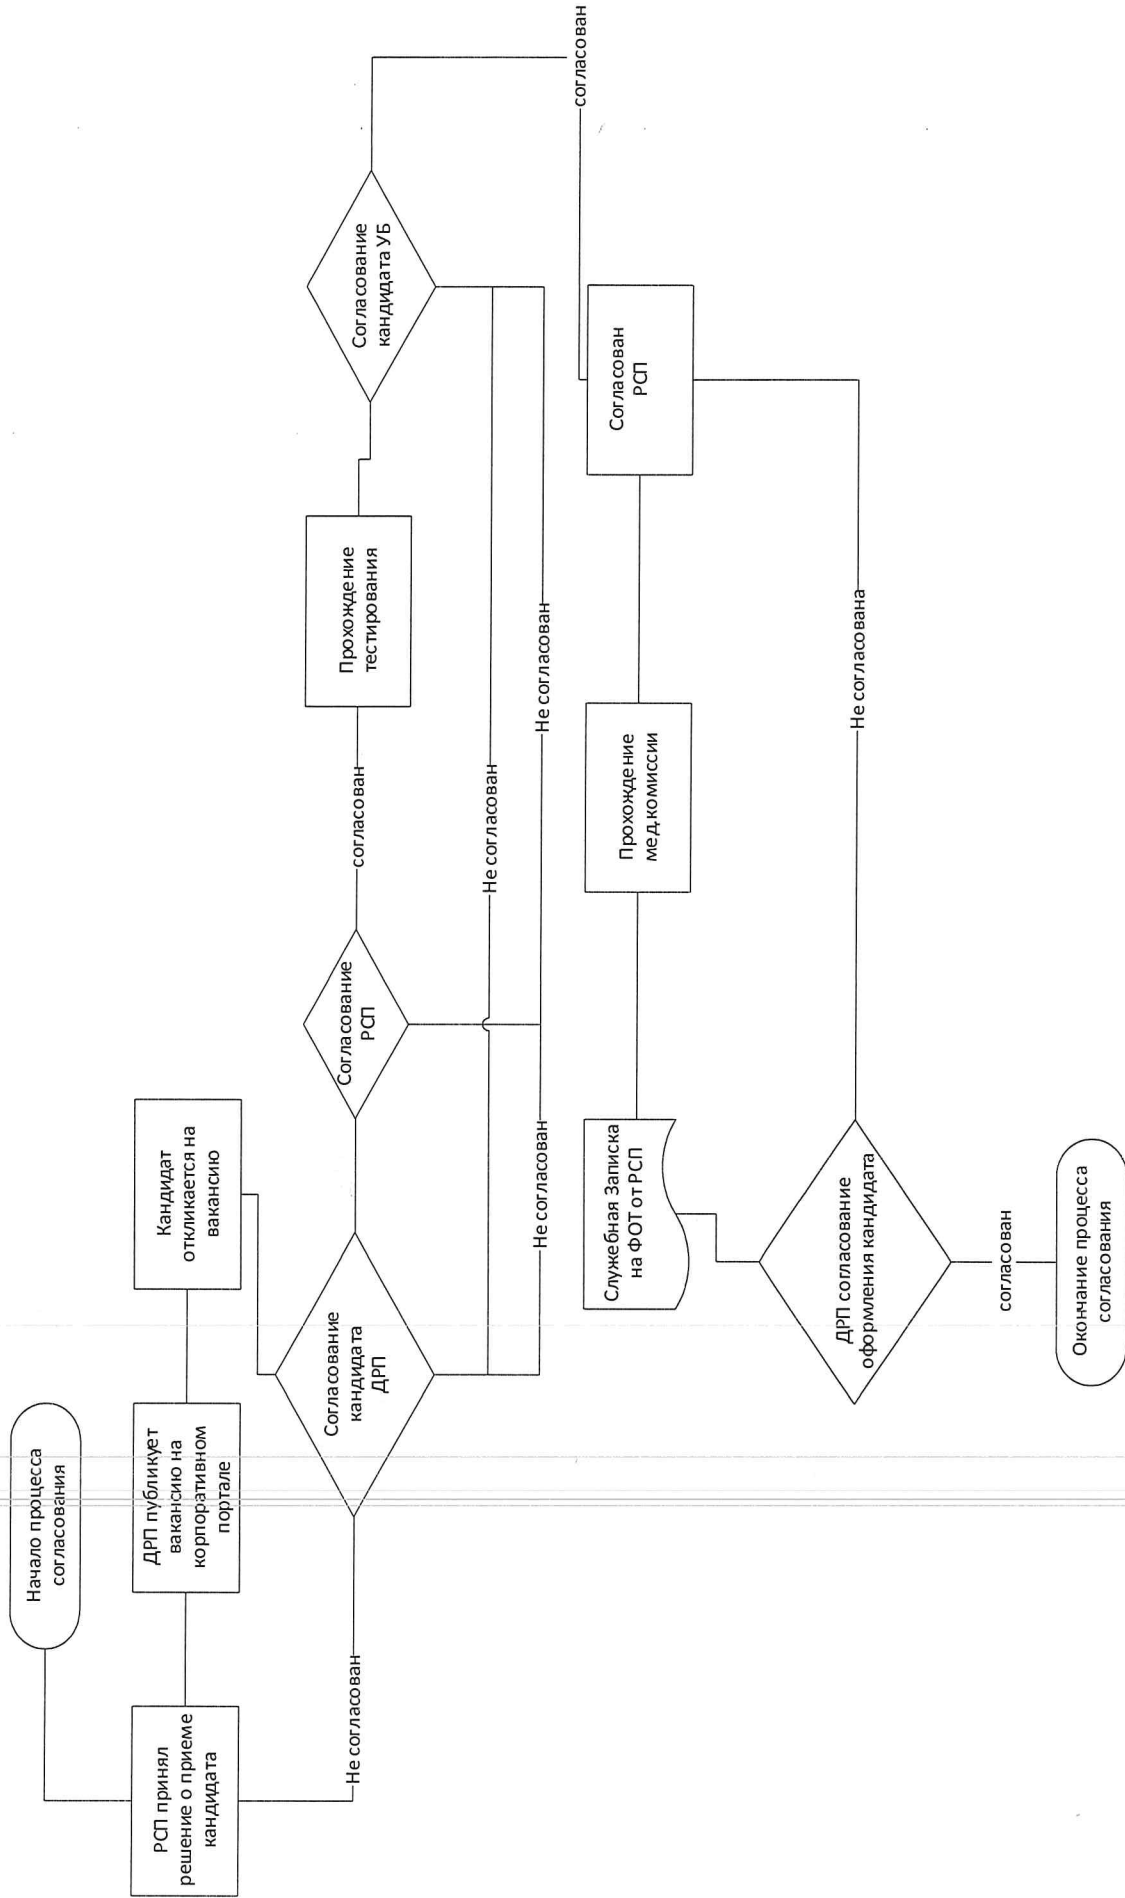 Начало процесса
согласования
РСП принял
решение о приеме
кандидата
ДРП публикует
вакансию на
корпоративном
портале
Кандидат
откликается на
вакансию
Не согласован
Согласование
кандидата
ДРП
Согласование
РСП
согласован
Прохождение
тестирования
Согласование
кандидата УБ
Не согласован
Не согласован
Не согласован
согласован
Согласован
РСП
Прохождение
мед.комиссии
Служебная Записка
на ФОТ от РСП
Не согласована
ДРП согласование
оформления кандидата
согласован
Окончание процесса
согласования